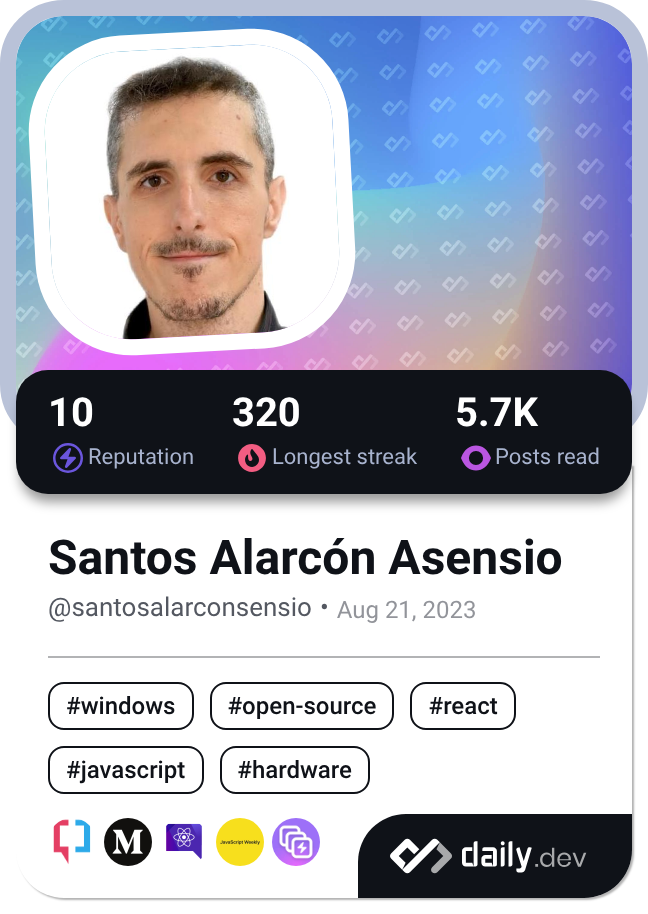 10 320 5.7K
Reputation Longest streak Posts read
Santos Alarcón Asensio
@santosalarconsensio • Aug 21, 2023
#windows #open-source #react
#javascript #hardware
M JavaScript Weekly
daily.dev